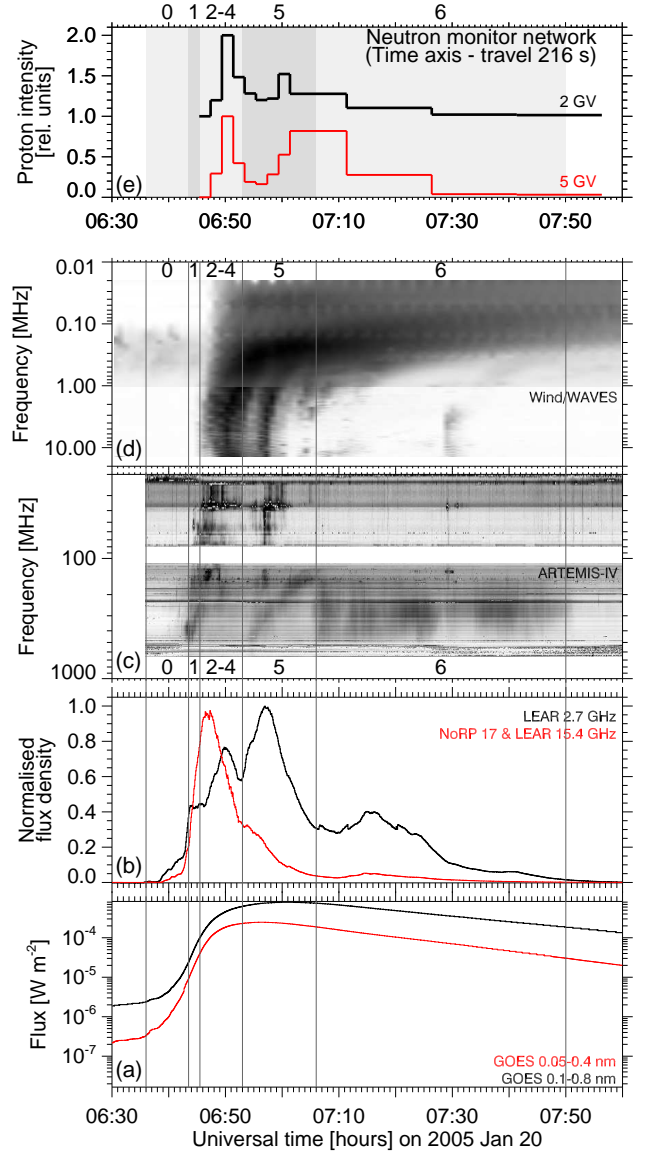 0 1 2-4 5 6
Neutron monitor network
(Time axis - travel 216 s)
2.0
1.5
1.0
0.5
0.0
Proton intensity
[rel. units]
2 GV
5 GV
(e)
06:30 06:50 07:10 07:30 07:50
0 1 2-4 5 6
0.01
0.10
1.00
10.00
Frequency [MHz]
Wind/WAVES
(d)
100
1000
Frequency [MHz]
ARTEMIS-IV
(c)
0 1 2-4 5 6
1.0
0.8
0.6
0.4
0.2
0.0
Normalised
flux density
LEAR 2.7 GHz
NoRP 17 & LEAR 15.4 GHz
(b)
10-4
10-5
10-6
10-7
Flux [W m-2]
GOES 0.05-0.4 nm
GOES 0.1-0.8 nm
(a)
06:30 06:50 07:10 07:30 07:50
Universal time [hours] on 2005 Jan 20